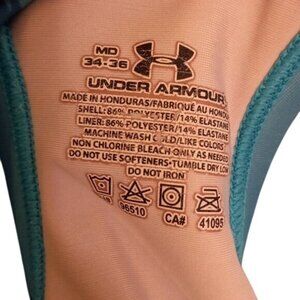 MD
34-36
UNDER ARMOUR
MADE IN HONDURAS/FABRIQUÉ AU HONDURAS
SHELL: 86% POLYESTER/14% ELASTANE
LINER: 86% POLYESTER/14% ELASTANE
MACHINE WASH COLD/LIKE COLORS
NON CHLORINE BLEACH ONLY AS NEEDED
DO NOT USE SOFTENERS-TUMBLE DRY LOW
DO NOT IRON
96510
CA#
41095